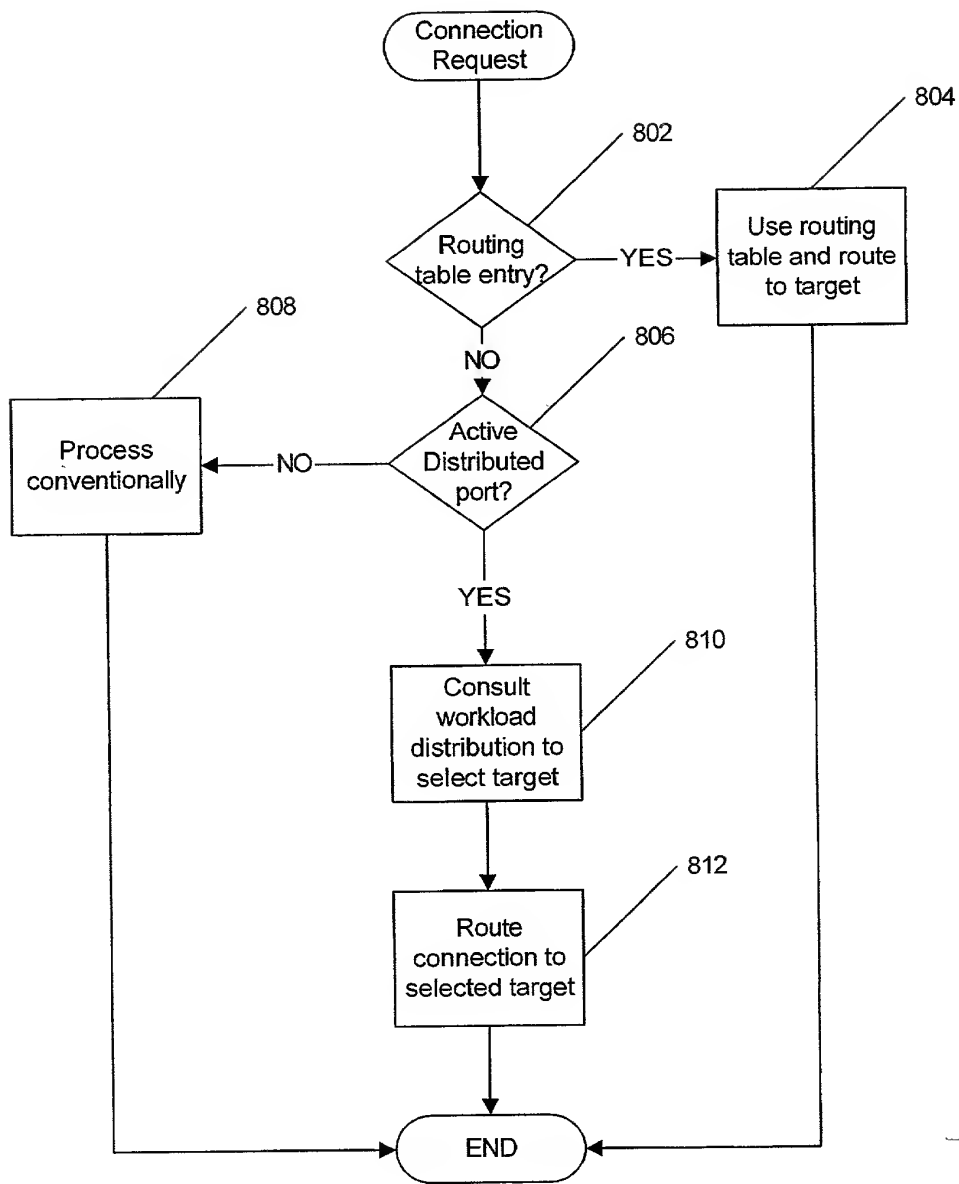 Connection
Request
802
804
Routing
table entry?
YES
Use routing
table and route
to target
808
NO
806
Process
conventionally
NO
Active
Distributed
port?
YES
810
Consult
workload
distribution to
select target
812
Route
connection to
selected target
END